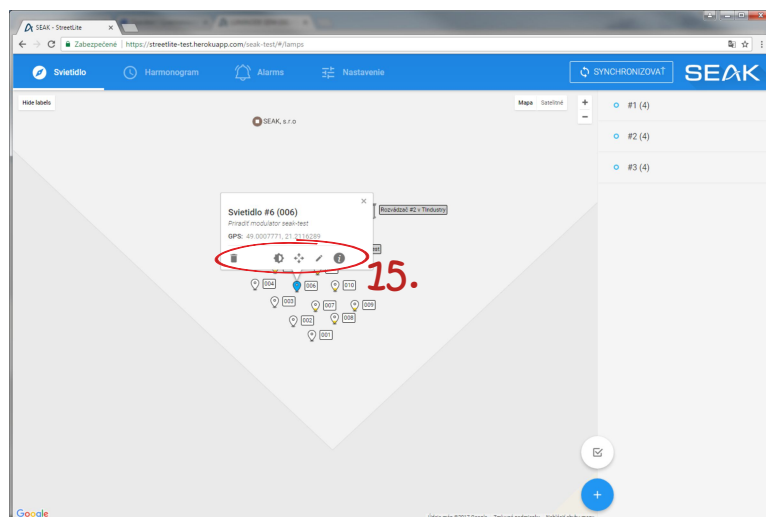 SEAK - StreetLite
Zabezpečené | https://streetlite-test.herokuapp.com/seak-test/#/lamps
Svietidlo
Harmonogram
Alarms
Nastavenie
SYNCHRONIZOVAŤ
SEAK
Hide labels
Mapa Satelitné
+
−
#1 (4)
#2 (4)
#3 (4)
SEAK, s.r.o
Svietidlo #6 (006)
Priradiť modulator seak-test
GPS: 49.0007771, 21.2116289
Rozvádzač #2 v Tindustry
15.
004
006
010
003
007
009
002
008
001
+
Google